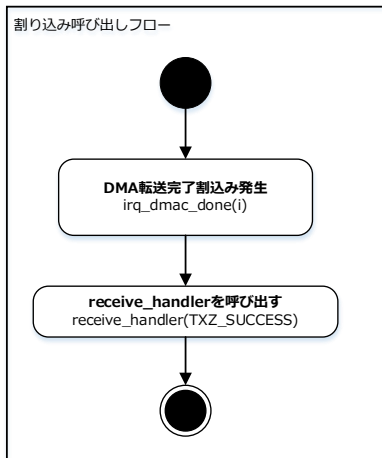 割り込み呼び出しフロー
DMA転送完了割込み発生
irq_dmac_done(i)
receive_handlerを呼び出す
receive_handler(TXZ_SUCCESS)